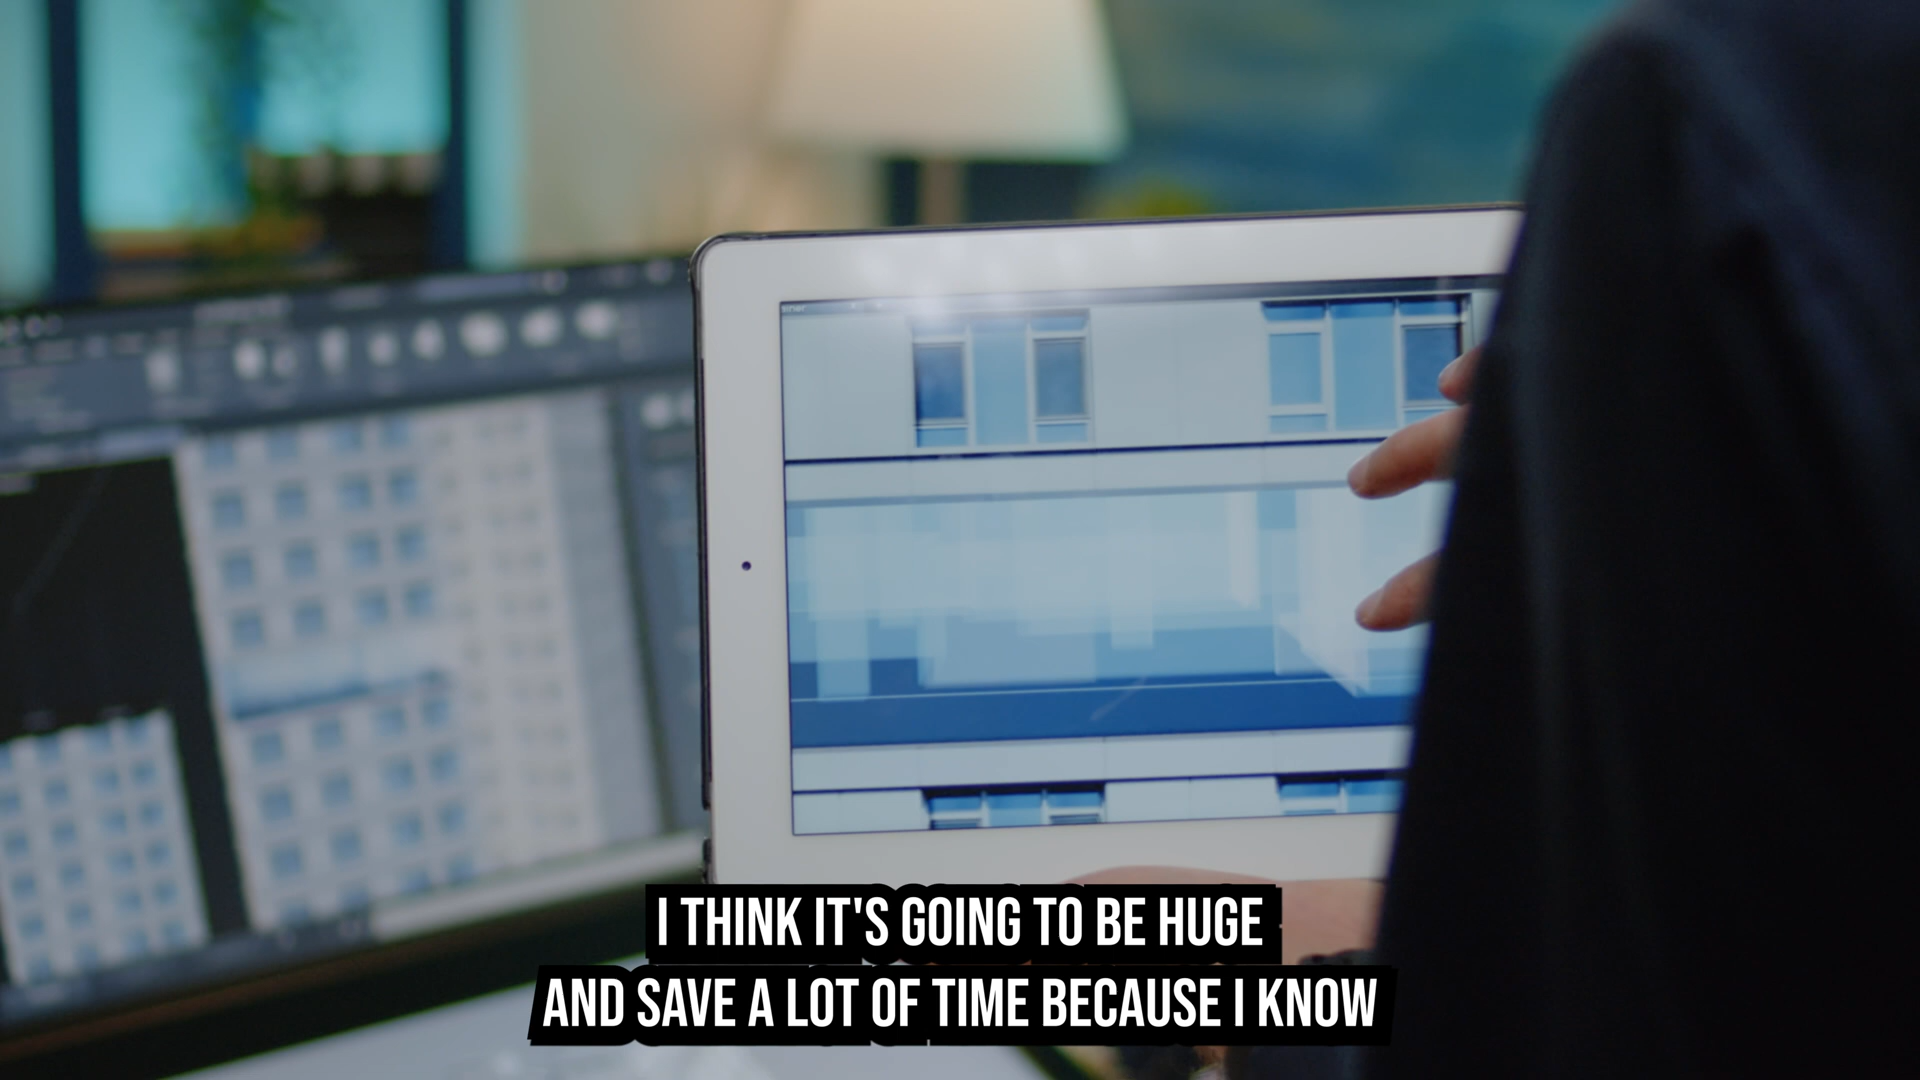 I THINK IT'S GOING TO BE HUGE
AND SAVE A LOT OF TIME BECAUSE I KNOW